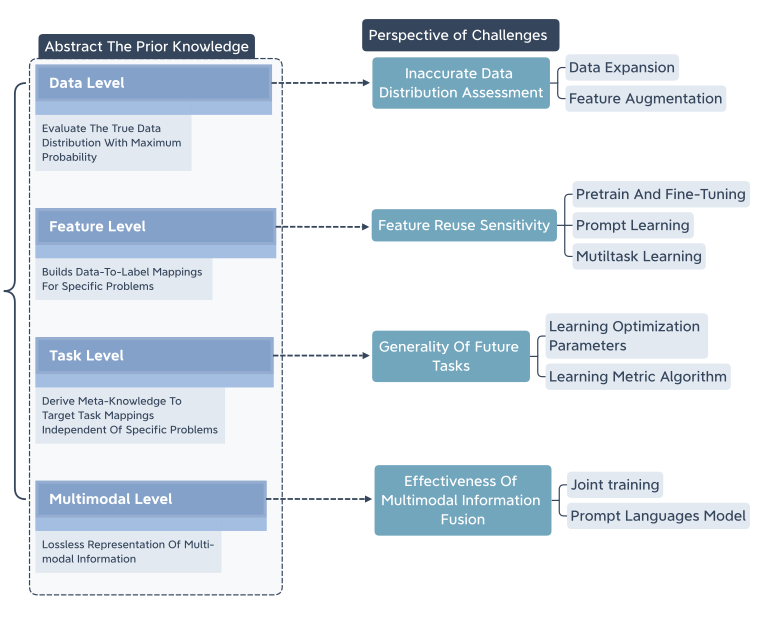 Abstract The Prior Knowledge
Perspective of Challenges
Data Level
Evaluate The True Data
Distribution With Maximum
Probability
Inaccurate Data
Distribution Assessment
Data Expansion
Feature Augmentation
Feature Level
Builds Data-To-Label Mappings
For Specific Problems
Feature Reuse Sensitivity
Pretrain And Fine-Tuning
Prompt Learning
Mutiltask Learning
Task Level
Derive Meta-Knowledge To
Target Task Mappings
Independent Of Specific Problems
Generality Of Future
Tasks
Learning Optimization
Parameters
Learning Metric Algorithm
Multimodal Level
Lossless Representation Of Multi-
modal Information
Effectiveness Of
Multimodal Information
Fusion
Joint training
Prompt Languages Model